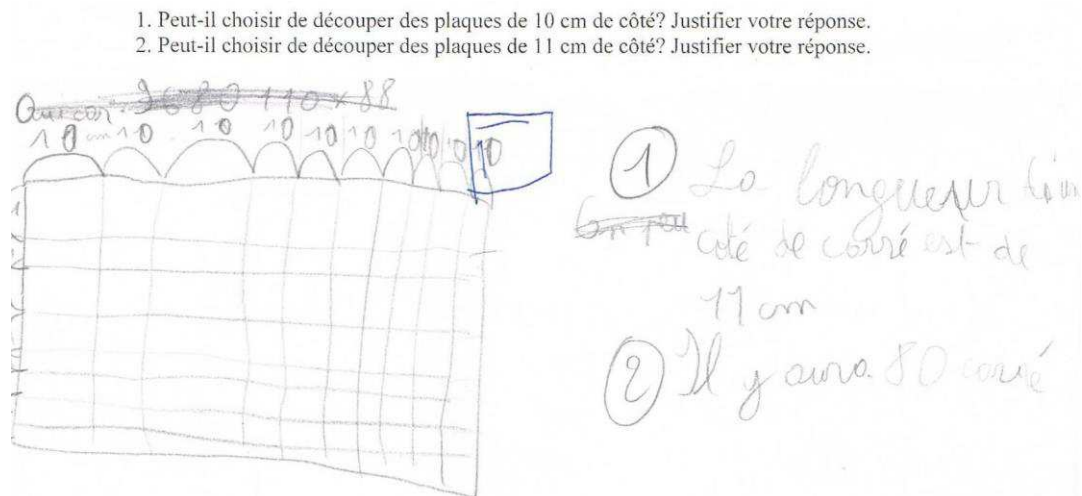 1. Peut-il choisir de découper des plaques de 10 cm de côté? Justifier votre réponse.
2. Peut-il choisir de découper des plaques de 11 cm de côté? Justifier votre réponse.
110 x 88
10 cm 10 10 10 10 10 10 10 10 10
1 La longueur
coté de carré est de
11 cm
2 Il y aura 80 carré